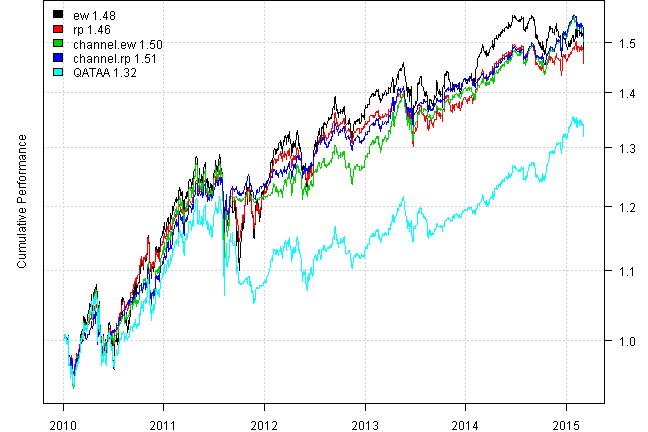 ew 1.48
rp 1.46
channel.ew 1.50
channel.rp 1.51
QATAA 1.32
Cumulative Performance
1.5
1.4
1.3
1.2
1.1
1.0
2010 2011 2012 2013 2014 2015